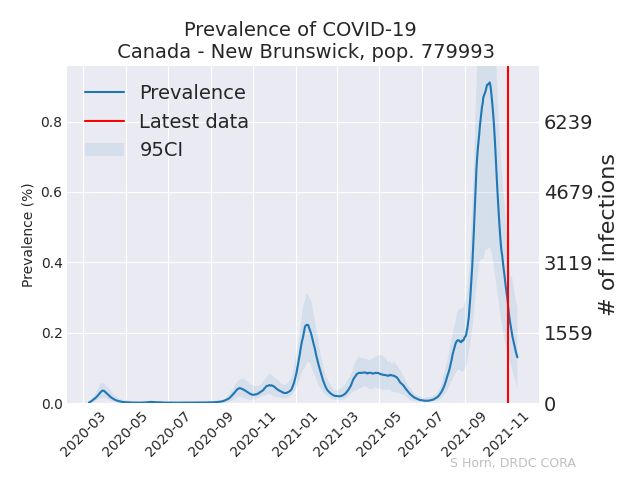 Prevalence of COVID-19
Canada - New Brunswick, pop. 779993
Prevalence
Latest data
95CI
Prevalence (%)
0.8
0.6
0.4
0.2
0.0
6239
4679
3119
1559
0
# of infections
2020-03
2020-05
2020-07
2020-09
2020-11
2021-01
2021-03
2021-05
2021-07
2021-09
2021-11
S Horn, DRDC CORA